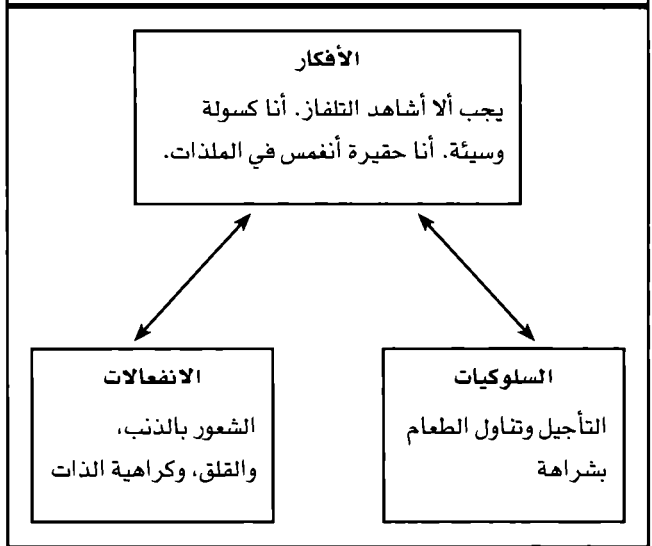 الأفكار
يجب ألا أشاهد التلفاز. أنا كسولة
وسيئة. أنا حقيرة أنغمس في الملذات.
الانفعالات
الشعور بالذنب،
والقلق، وكراهية الذات
السلوكيات
التأجيل وتناول الطعام
بشراهة